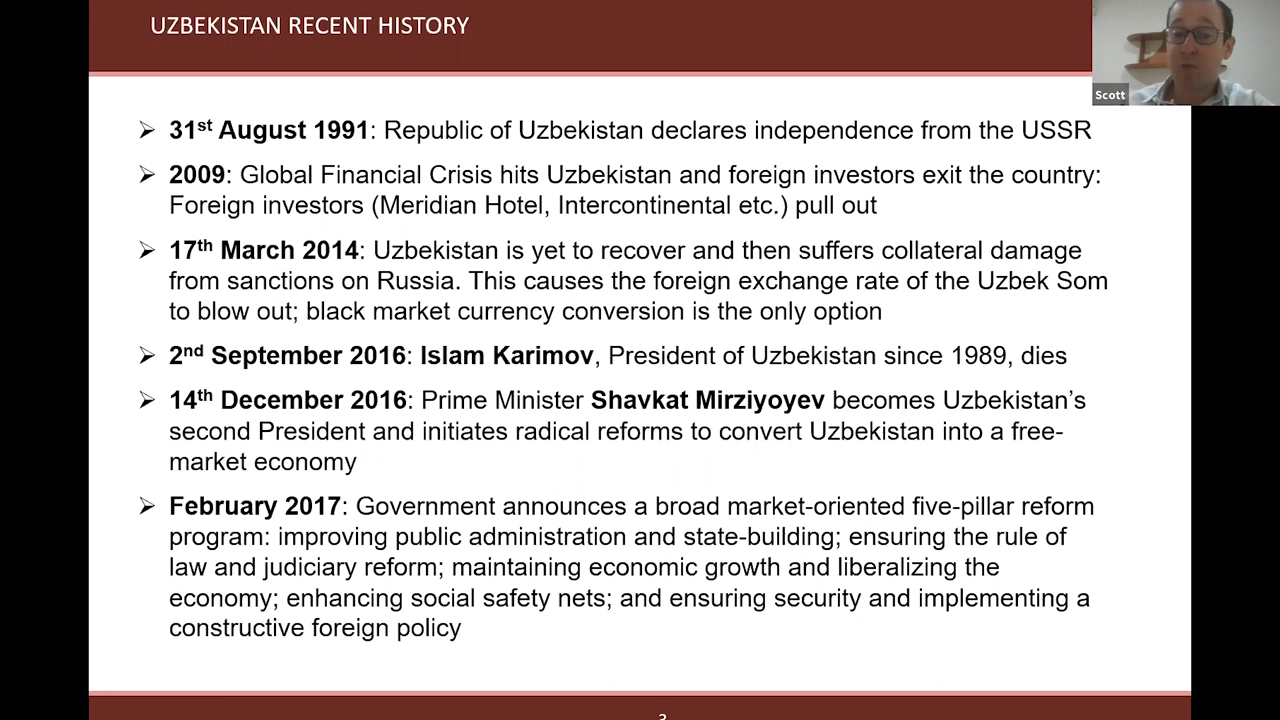 UZBEKISTAN RECENT HISTORY
Scott
➢ 31st August 1991: Republic of Uzbekistan declares independence from the USSR
➢ 2009: Global Financial Crisis hits Uzbekistan and foreign investors exit the country:
Foreign investors (Meridian Hotel, Intercontinental etc.) pull out
➢ 17th March 2014: Uzbekistan is yet to recover and then suffers collateral damage
from sanctions on Russia. This causes the foreign exchange rate of the Uzbek Som
to blow out; black market currency conversion is the only option
➢ 2nd September 2016: Islam Karimov, President of Uzbekistan since 1989, dies
➢ 14th December 2016: Prime Minister Shavkat Mirziyoyev becomes Uzbekistan’s
second President and initiates radical reforms to convert Uzbekistan into a free-
market economy
➢ February 2017: Government announces a broad market-oriented five-pillar reform
program: improving public administration and state-building; ensuring the rule of
law and judiciary reform; maintaining economic growth and liberalizing the
economy; enhancing social safety nets; and ensuring security and implementing a
constructive foreign policy
3